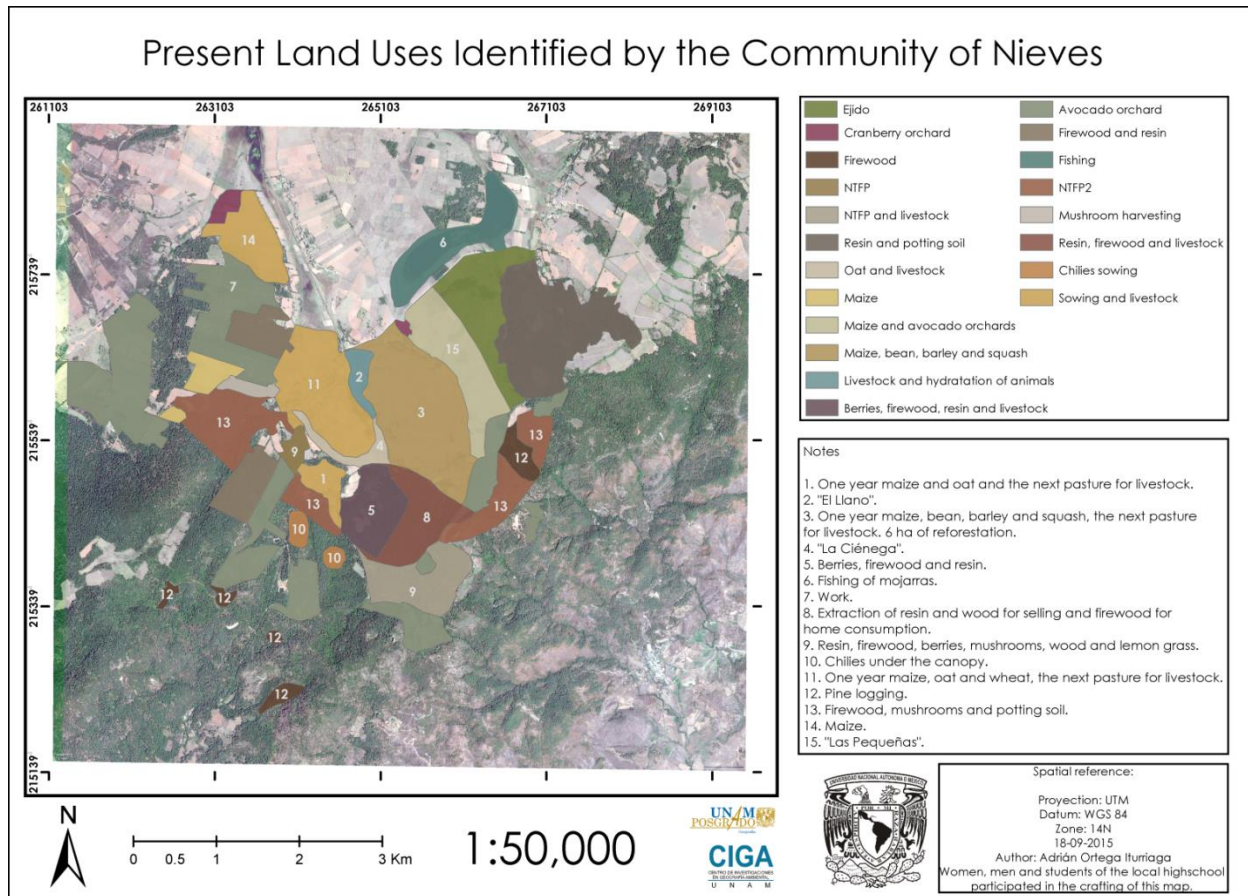 Present Land Uses Identified by the Community of Nieves
261103 263103 265103 267103 269103
215739
215539
215339
215139
14
6
7
15
2
11
3
13
13
12
4
9
1
13
13
5
8
10
10
9
12
12
12
12
Ejido
Cranberry orchard
Firewood
NTFP
NTFP and livestock
Resin and potting soil
Oat and livestock
Maize
Maize and avocado orchards
Maize, bean, barley and squash
Livestock and hydratation of animals
Berries, firewood, resin and livestock
Avocado orchard
Firewood and resin
Fishing
NTFP2
Mushroom harvesting
Resin, firewood and livestock
Chilies sowing
Sowing and livestock
Notes
1. One year maize and oat and the next pasture for livestock.
2. "El Llano".
3. One year maize, bean, barley and squash, the next pasture
for livestock. 6 ha of reforestation.
4. "La Ciénega".
5. Berries, firewood and resin.
6. Fishing of mojarras.
7. Work.
8. Extraction of resin and wood for selling and firewood for
home consumption.
9. Resin, firewood, berries, mushrooms, wood and lemon grass.
10. Chilies under the canopy.
11. One year maize, oat and wheat, the next pasture for livestock.
12. Pine logging.
13. Firewood, mushrooms and potting soil.
14. Maize.
15. "Las Pequeñas".
N
0 0.5 1 2 3 Km
1:50,000
UNAM
POSGRADO
CIGA
CENTRO DE INVESTIGACIONES
EN GEOGRAFÍA AMBIENTAL
UNAM
UNIVERSIDAD NACIONAL AUTONOMA DE MEXICO
Spatial reference:
Proyection: UTM
Datum: WGS 84
Zone: 14N
18-09-2015
Author: Adrián Ortega Iturriaga
Women, men and students of the local highschool
participated in the crafting of this map.